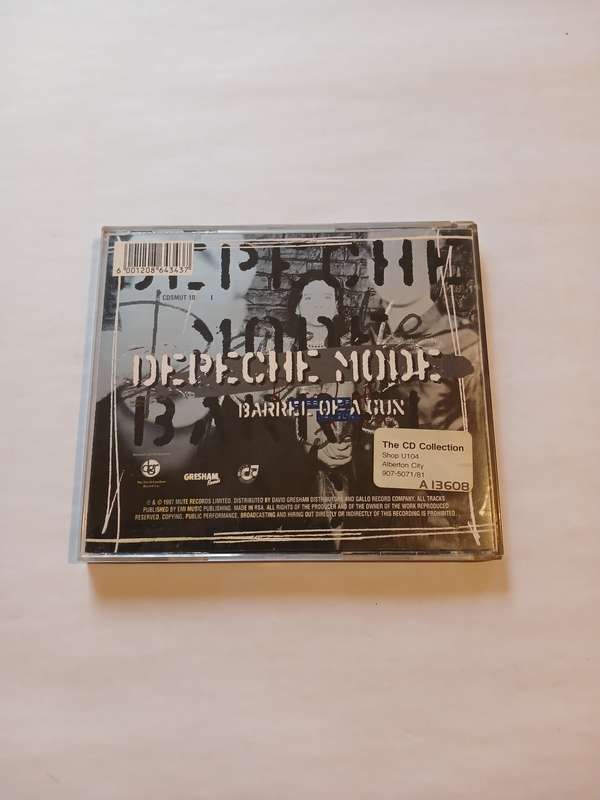 DEPECHE
6 001208 643437
CDSMUT 18 I
MODE
DEPECHE MODE
BARREL OF A GUN
The CD Collection
Shop U104
Alberton City
907-5071/81
A 13608
GRESHAM
℗ & © 1997 MUTE RECORDS LIMITED. DISTRIBUTED BY DAVID GRESHAM DISTRIBUTORS AND GALLO RECORD COMPANY. ALL TRACKS
PUBLISHED BY EMI MUSIC PUBLISHING. MADE IN RSA. ALL RIGHTS OF THE PRODUCER AND OF THE OWNER OF THE WORK REPRODUCED
RESERVED. COPYING, PUBLIC PERFORMANCE, BROADCASTING AND HIRING OUT DIRECTLY OR INDIRECTLY OF THIS RECORDING IS PROHIBITED.